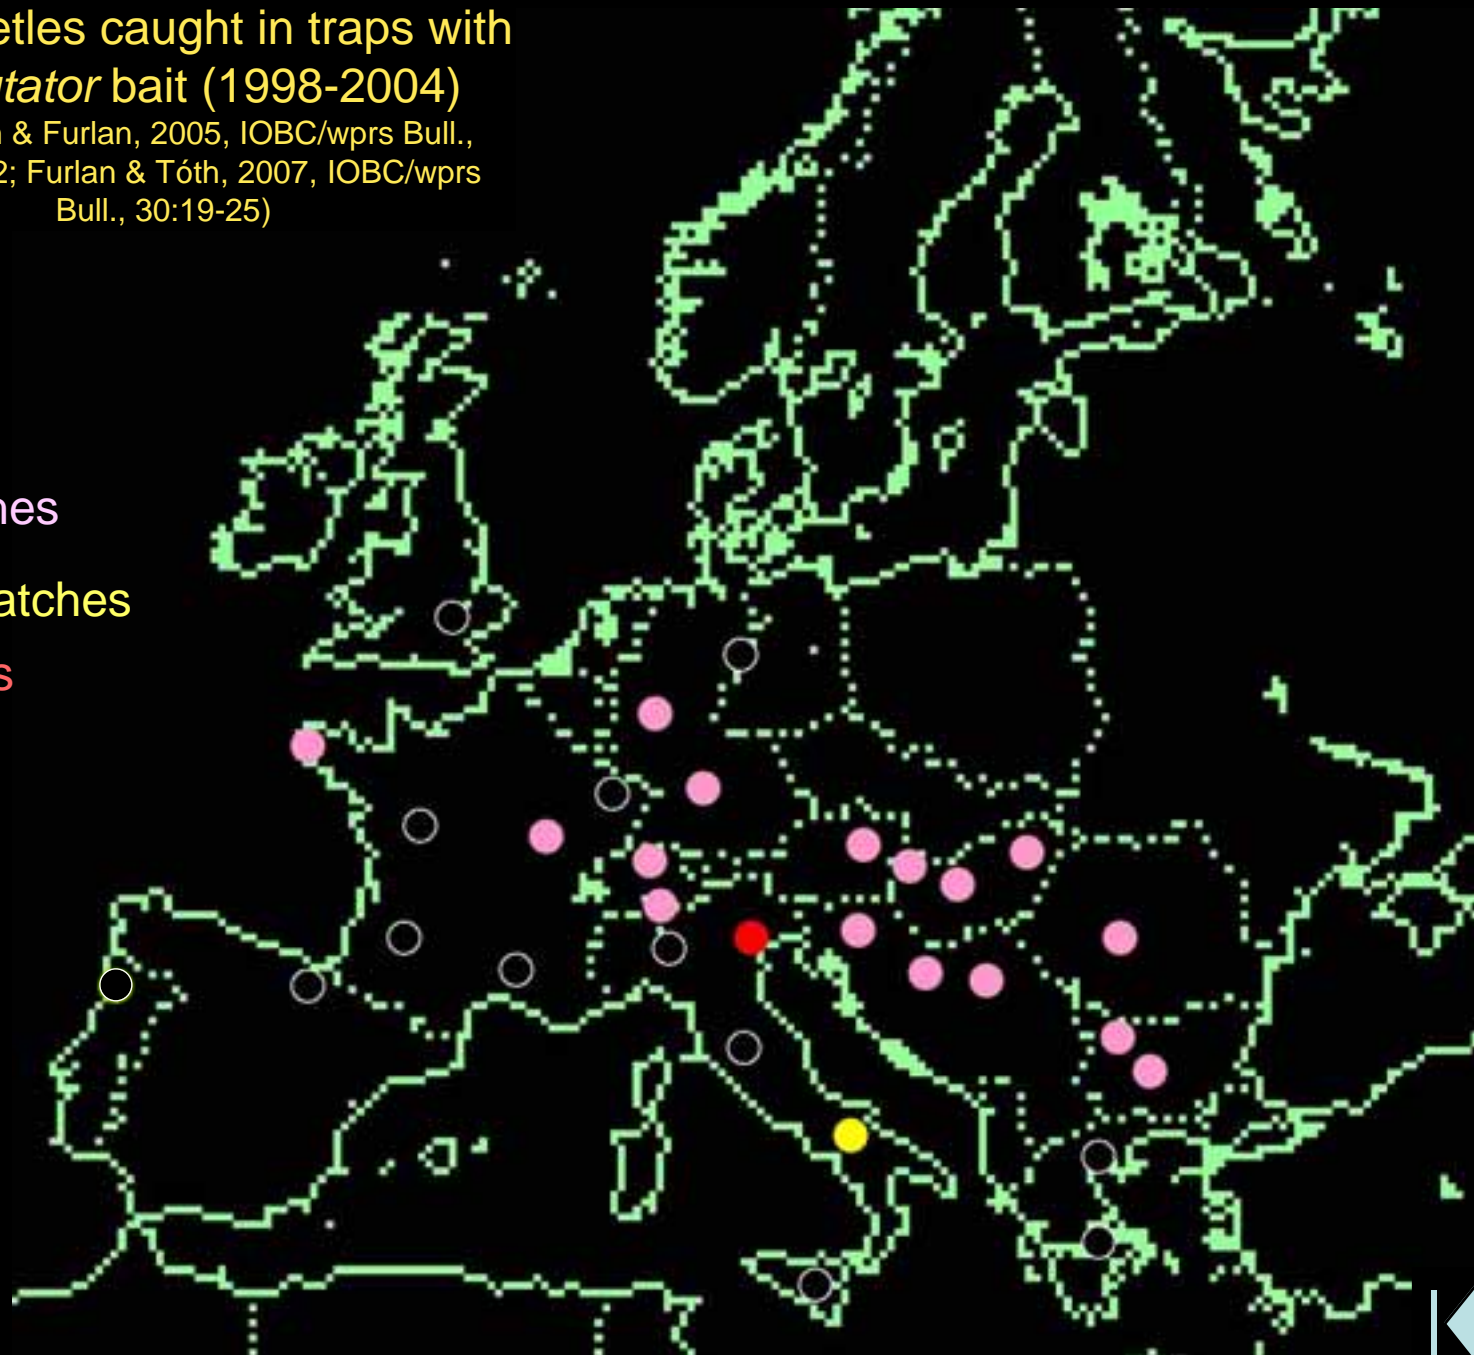 etles caught in traps with
tator bait (1998-2004)
& Furlan, 2005, IOBC/wprs Bull.,
2; Furlan & Tóth, 2007, IOBC/wprs
Bull., 30:19-25)
nes
atches
s